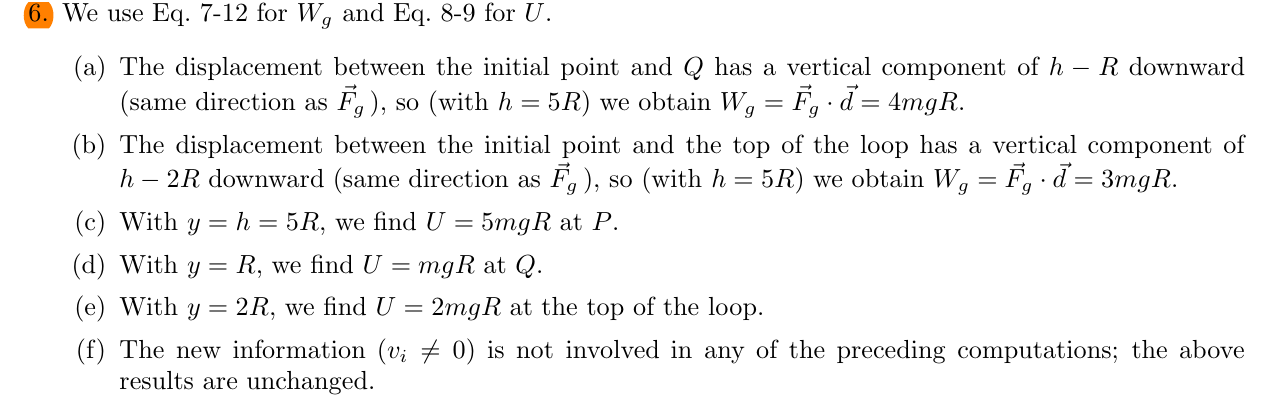 6. We use Eq. 7-12 for $W_g$ and Eq. 8-9 for $U$.
(a) The displacement between the initial point and $Q$ has a vertical component of $h - R$ downward
(same direction as $\vec{F}_g$), so (with $h = 5R$) we obtain $W_g = \vec{F}_g \cdot \vec{d} = 4mgR$.
(b) The displacement between the initial point and the top of the loop has a vertical component of
$h - 2R$ downward (same direction as $\vec{F}_g$), so (with $h = 5R$) we obtain $W_g = \vec{F}_g \cdot \vec{d} = 3mgR$.
(c) With $y = h = 5R$, we find $U = 5mgR$ at $P$.
(d) With $y = R$, we find $U = mgR$ at $Q$.
(e) With $y = 2R$, we find $U = 2mgR$ at the top of the loop.
(f) The new information ($v_i \neq 0$) is not involved in any of the preceding computations; the above
results are unchanged.